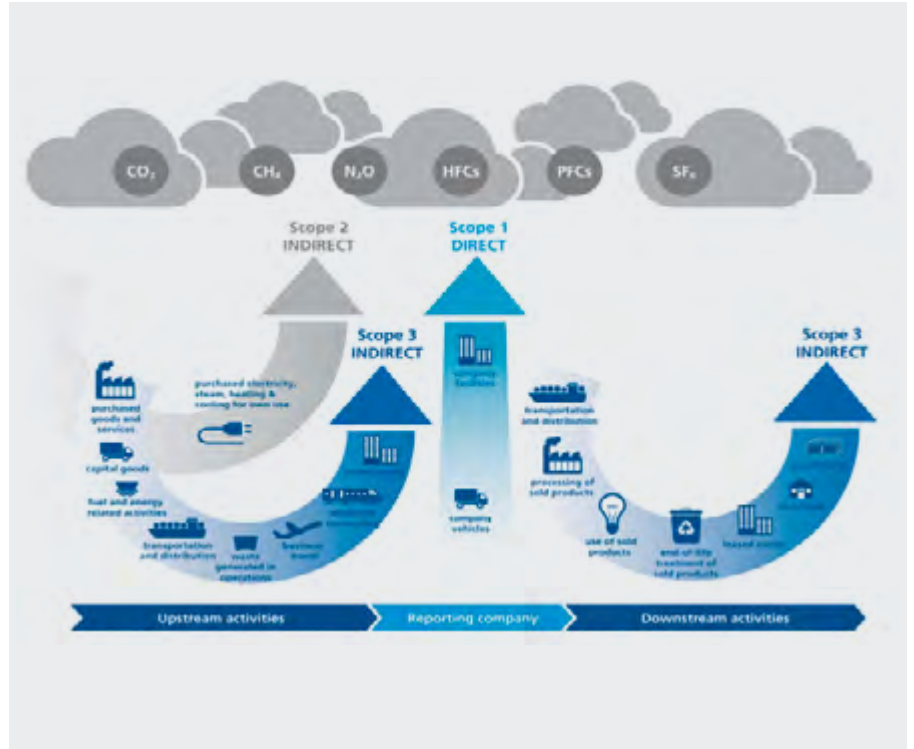 CO₂
CH₄
N₂O
HFCs
PFCs
SF₆
Scope 2
INDIRECT
Scope 1
DIRECT
Scope 3
INDIRECT
Scope 3
INDIRECT
purchased electricity,
steam, heating &
cooling for own use
purchased
goods and
services
capital goods
fuel and energy
related activities
transportation
and distribution
waste
generated in
operations
business
travel
company
facilities
company
vehicles
transportation
and distribution
processing of
sold products
use of sold
products
end-of-life
treatment of
sold products
leased assets
Upstream activities
Reporting company
Downstream activities